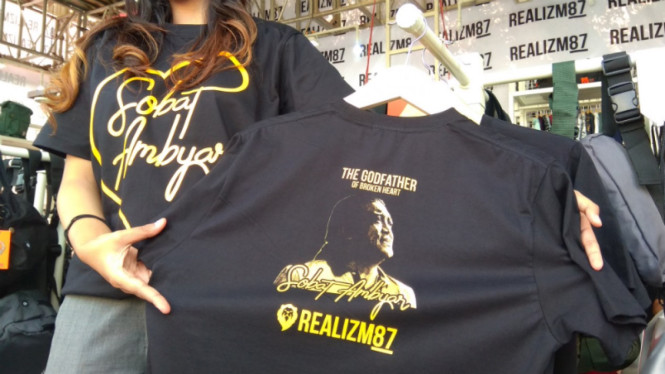 REALIZM87
REALIZM87
REALIZM87
REALIZM87
Sobat
Ambyar
THE GODFATHER
OF BROKEN HEART
Sobat Ambyar
REALIZM87